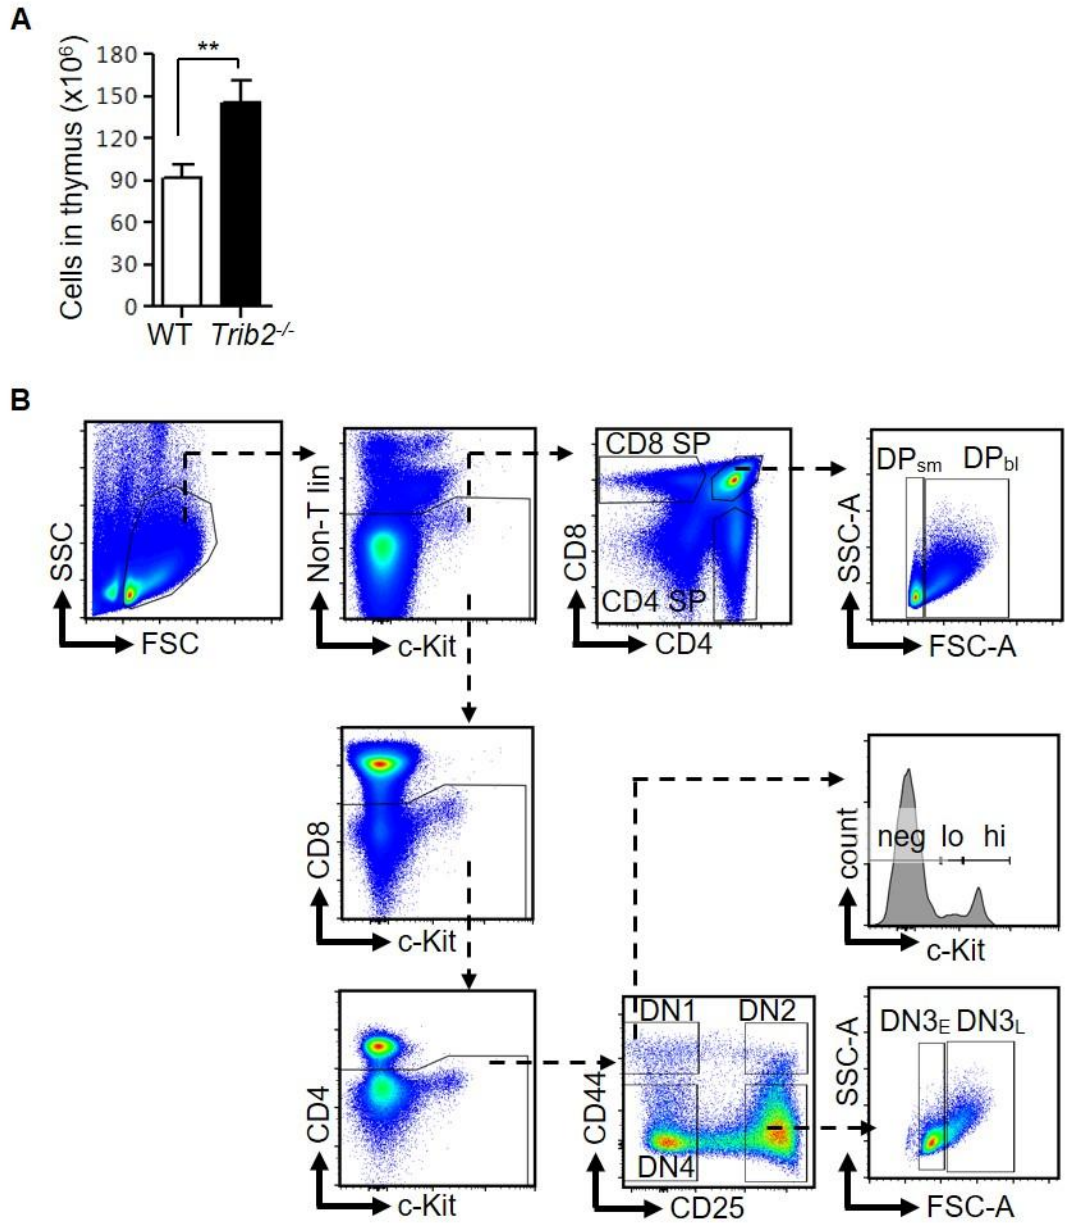 A
**
Cells in thymus (x10⁶)
180
150
120
90
60
30
0
WT Trib2-/-
B
SSC
FSC
Non-T lin
c-Kit
CD8 SP
CD8
CD4 SP
CD4
DPsm DPbl
SSC-A
FSC-A
CD8
c-Kit
count
neg lo hi
c-Kit
CD4
c-Kit
DN1 DN2
CD44
DN4
CD25
DN3E DN3L
SSC-A
FSC-A